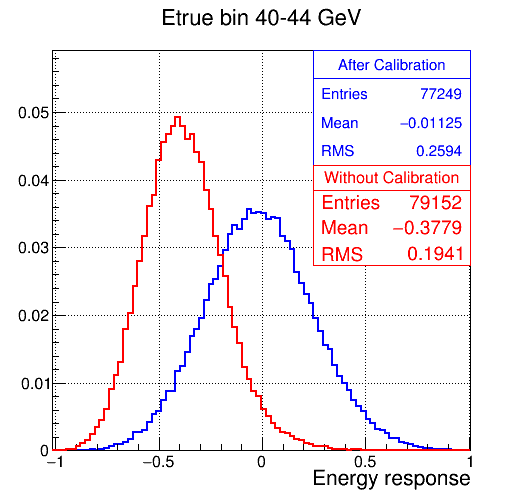 Etrue bin 40-44 GeV
After Calibration
Entries 77249
Mean −0.01125
RMS 0.2594
Without Calibration
Entries 79152
Mean −0.3779
RMS 0.1941
0.05
0.04
0.03
0.02
0.01
0
−1 −0.5 0 0.5 1
Energy response